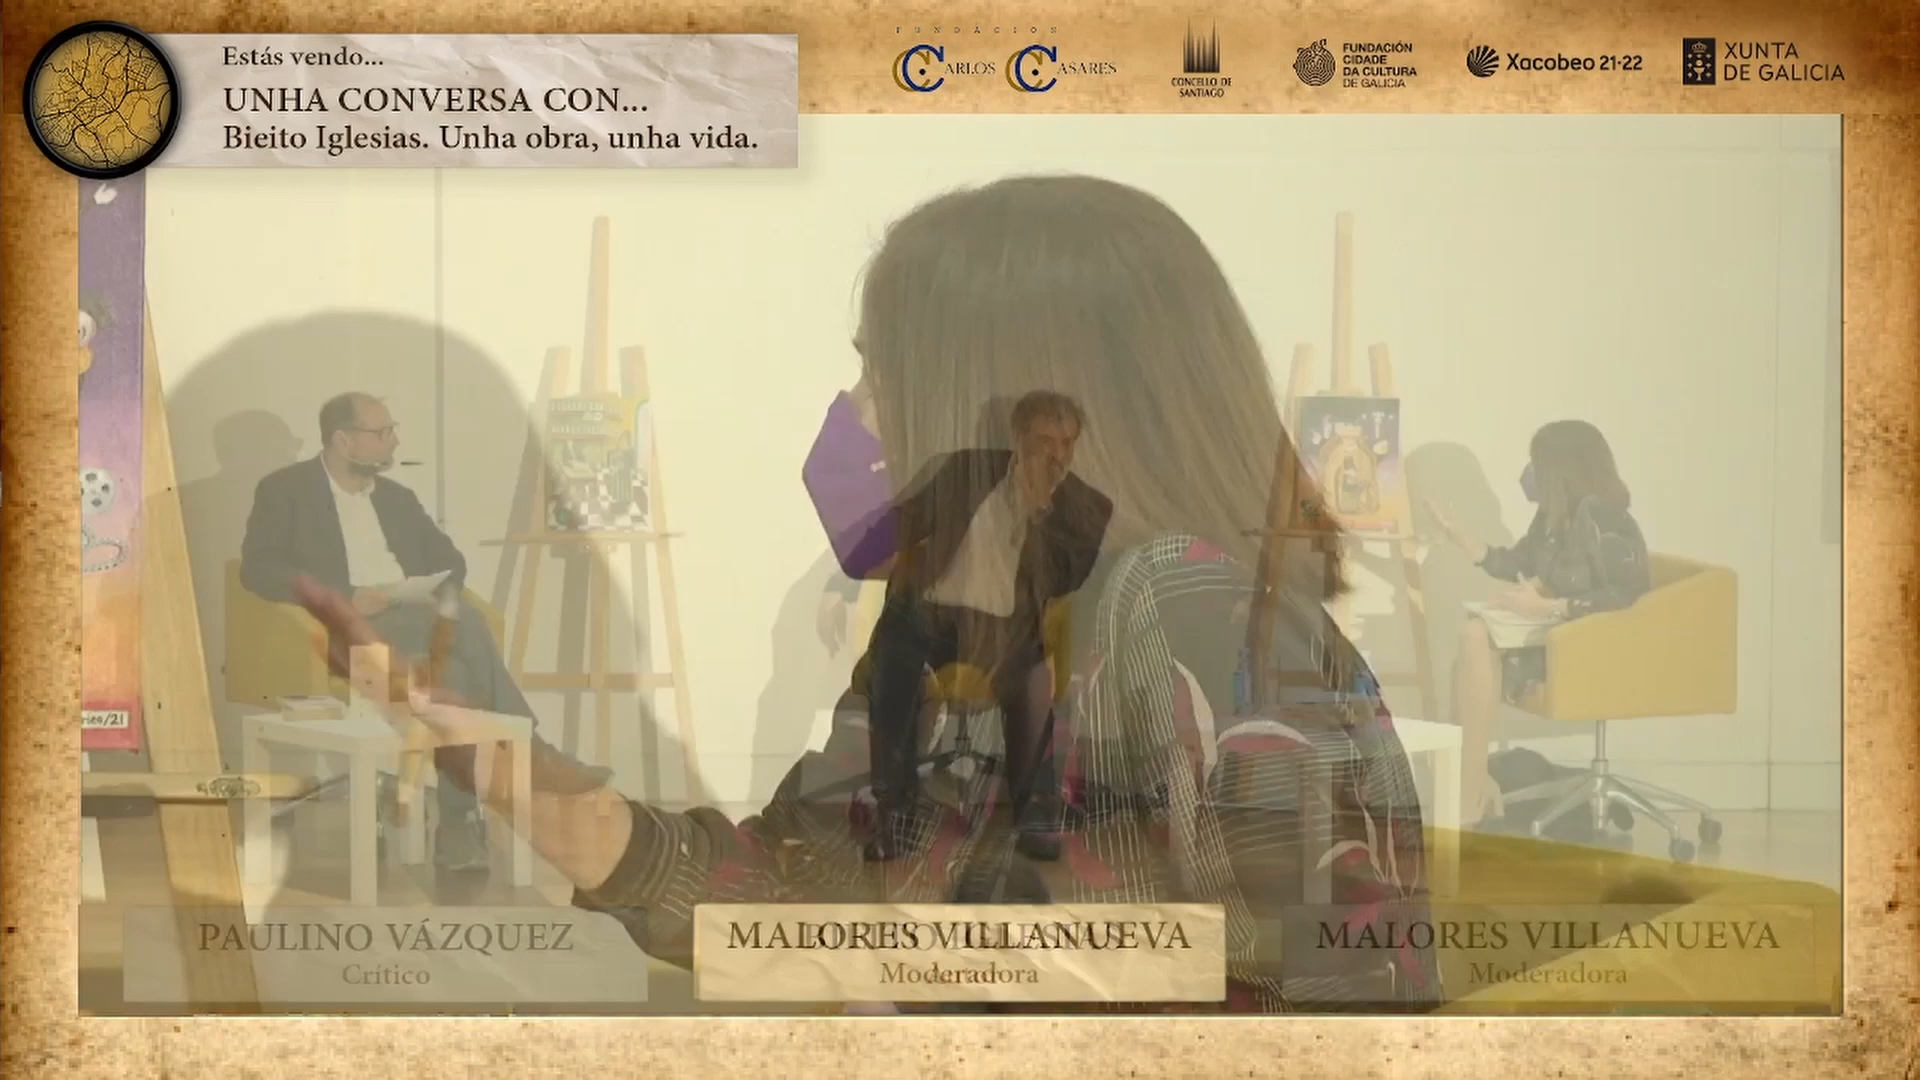 Estás vendo...
UNHA CONVERSA CON...
Bieito Iglesias. Unha obra, unha vida.
FUNDACIÓN
CARLOS CASARES
CONCELLO DE
SANTIAGO
FUNDACIÓN
CIDADE
DA CULTURA
DE GALICIA
Xacobeo 21·22
XUNTA
DE GALICIA
rico/21
PAULINO VÁZQUEZ
Crítico
MALORES VILLANUEVA
Moderadora
MALORES VILLANUEVA
Moderadora